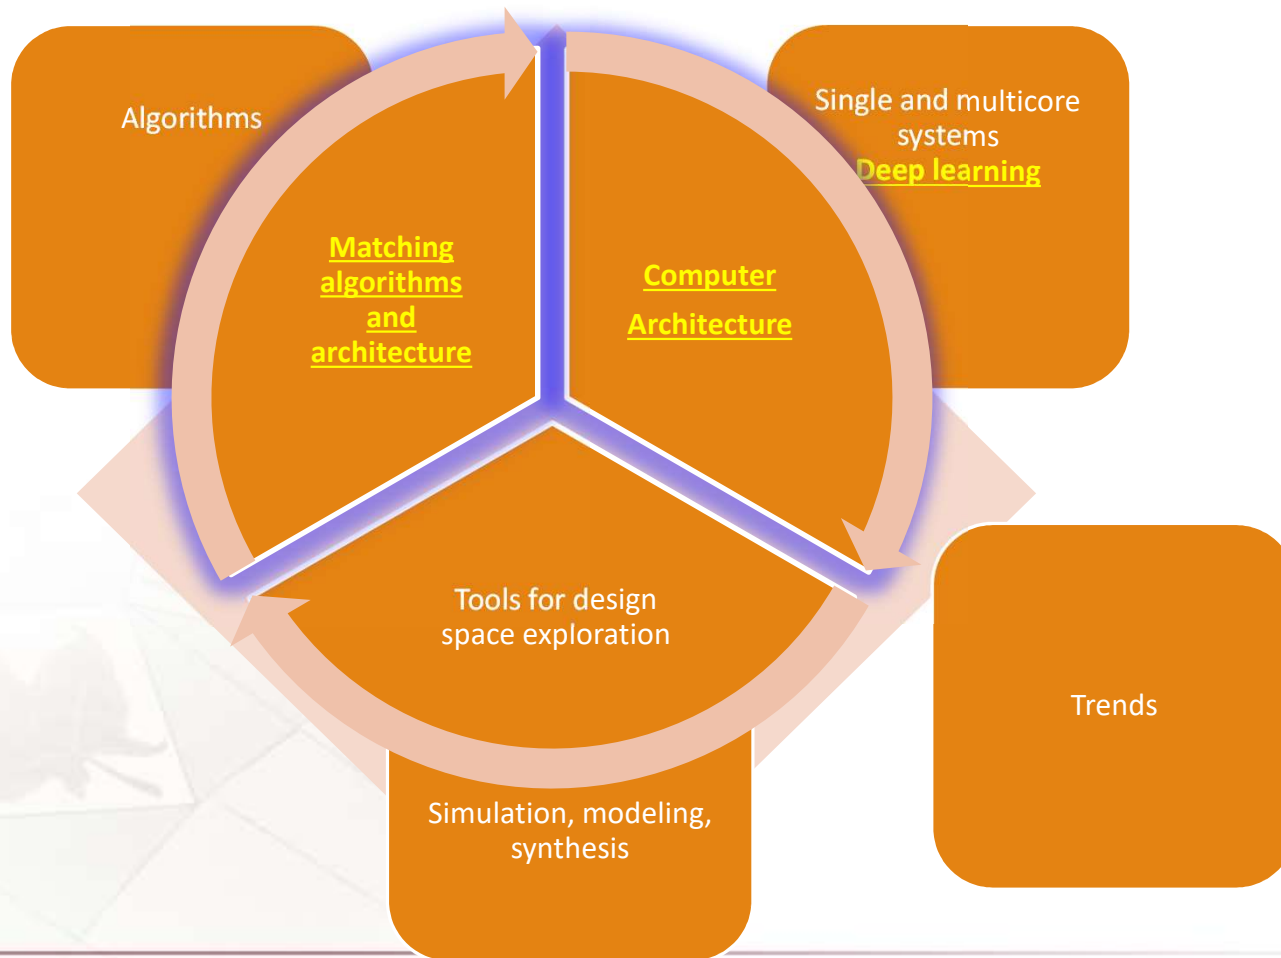 Algorithms
Single and multicore
systems
Deep learning
Matching
algorithms
and
architecture
Computer
Architecture
Tools for design
space exploration
Trends
Simulation, modeling,
synthesis